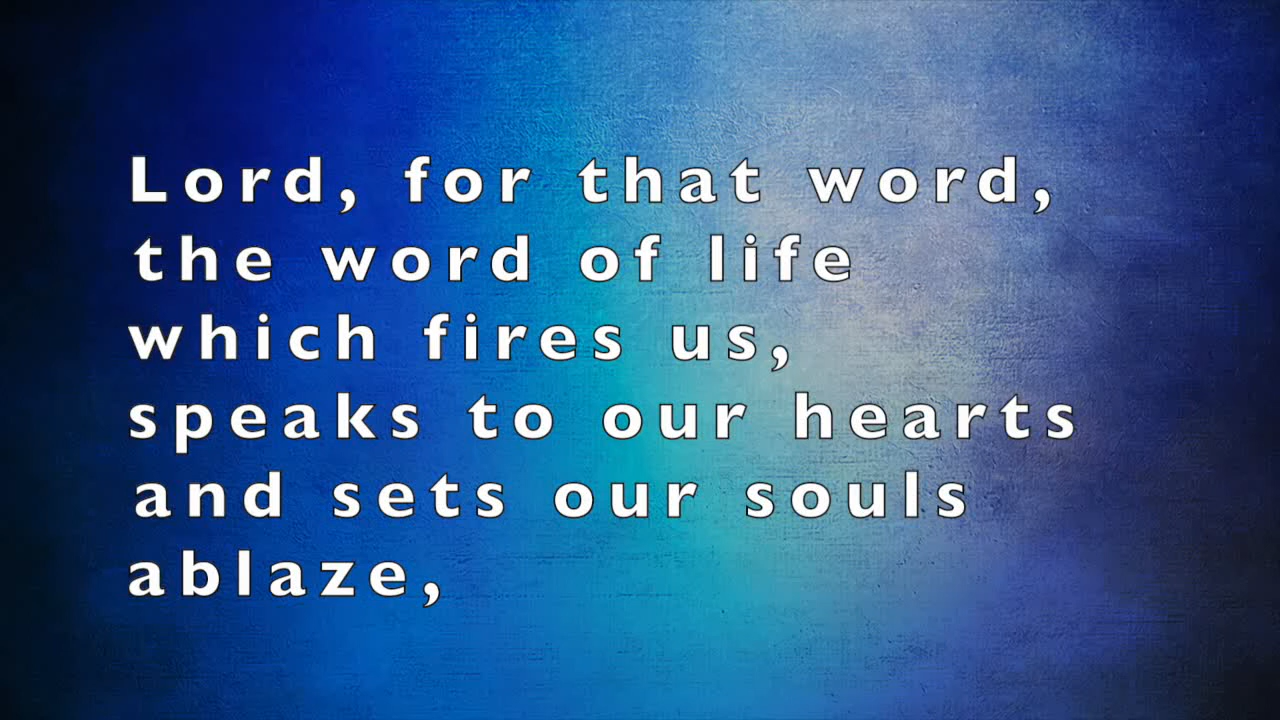 Lord, for that word,
the word of life
which fires us,
speaks to our hearts
and sets our souls
ablaze,